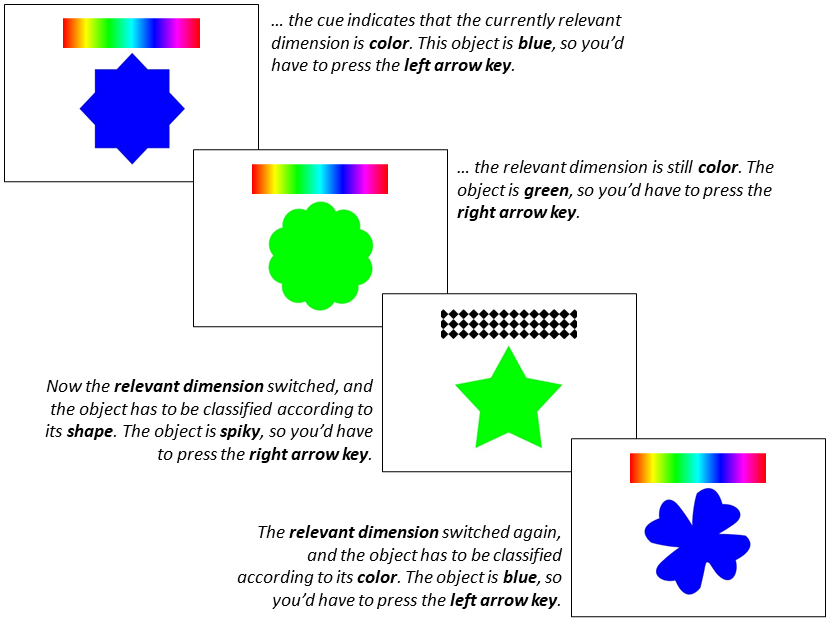 ... the cue indicates that the currently relevant
dimension is color. This object is blue, so you’d
have to press the left arrow key.
... the relevant dimension is still color. The
object is green, so you’d have to press the
right arrow key.
Now the relevant dimension switched, and
the object has to be classified according to
its shape. The object is spiky, so you’d have
to press the right arrow key.
The relevant dimension switched again,
and the object has to be classified
according to its color. The object is blue, so
you’d have to press the left arrow key.